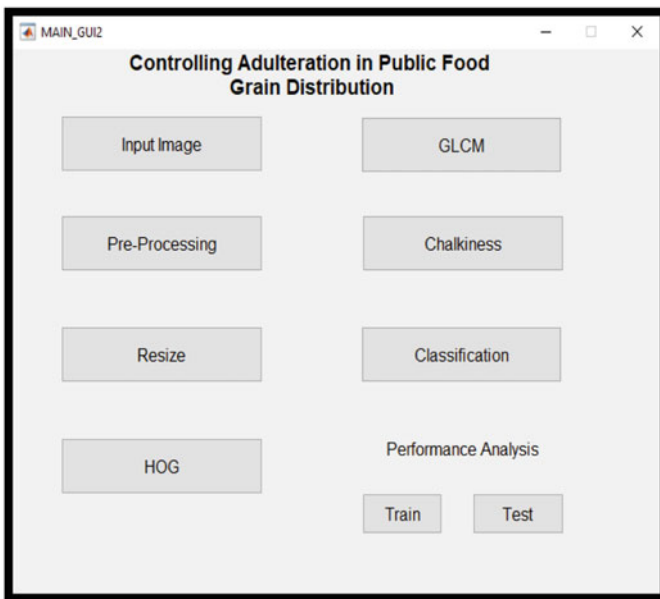 MAIN_GUI2
Controlling Adulteration in Public Food
Grain Distribution
Input Image
GLCM
Pre-Processing
Chalkiness
Resize
Classification
HOG
Performance Analysis
Train
Test